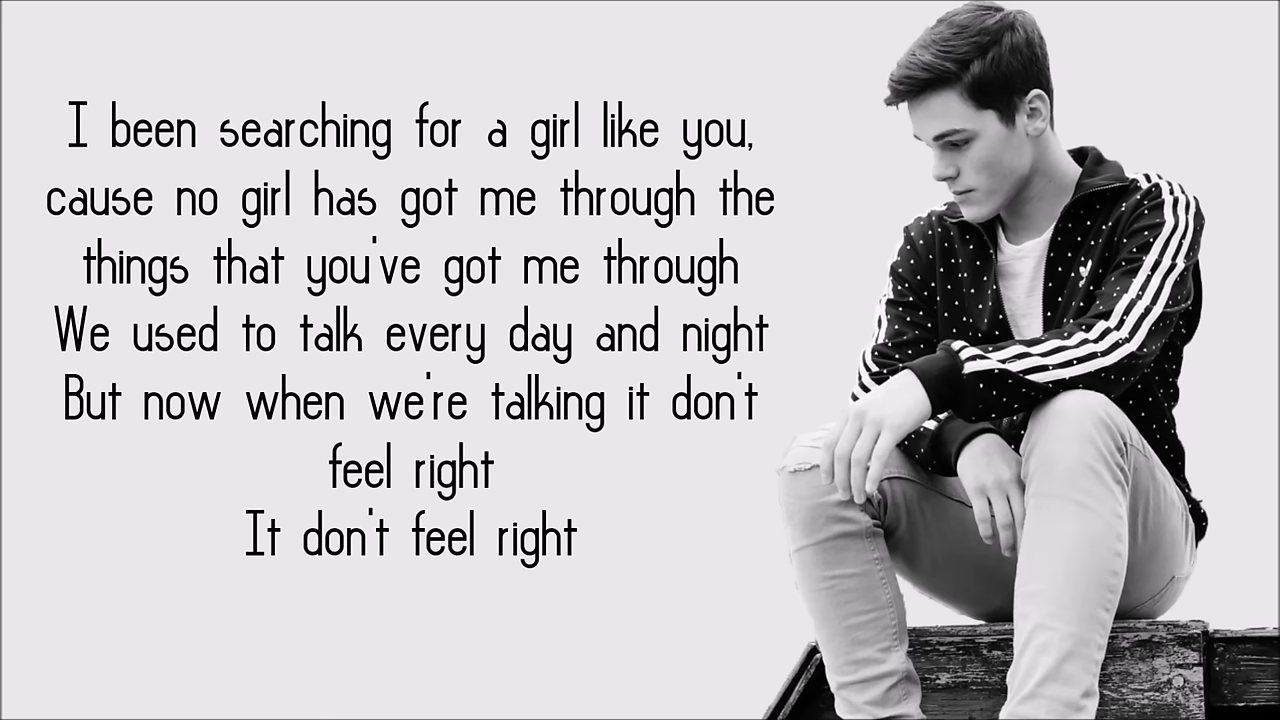 I been searching for a girl like you,
cause no girl has got me through the
things that you've got me through
We used to talk every day and night
But now when we're talking it don't
feel right
It don't feel right